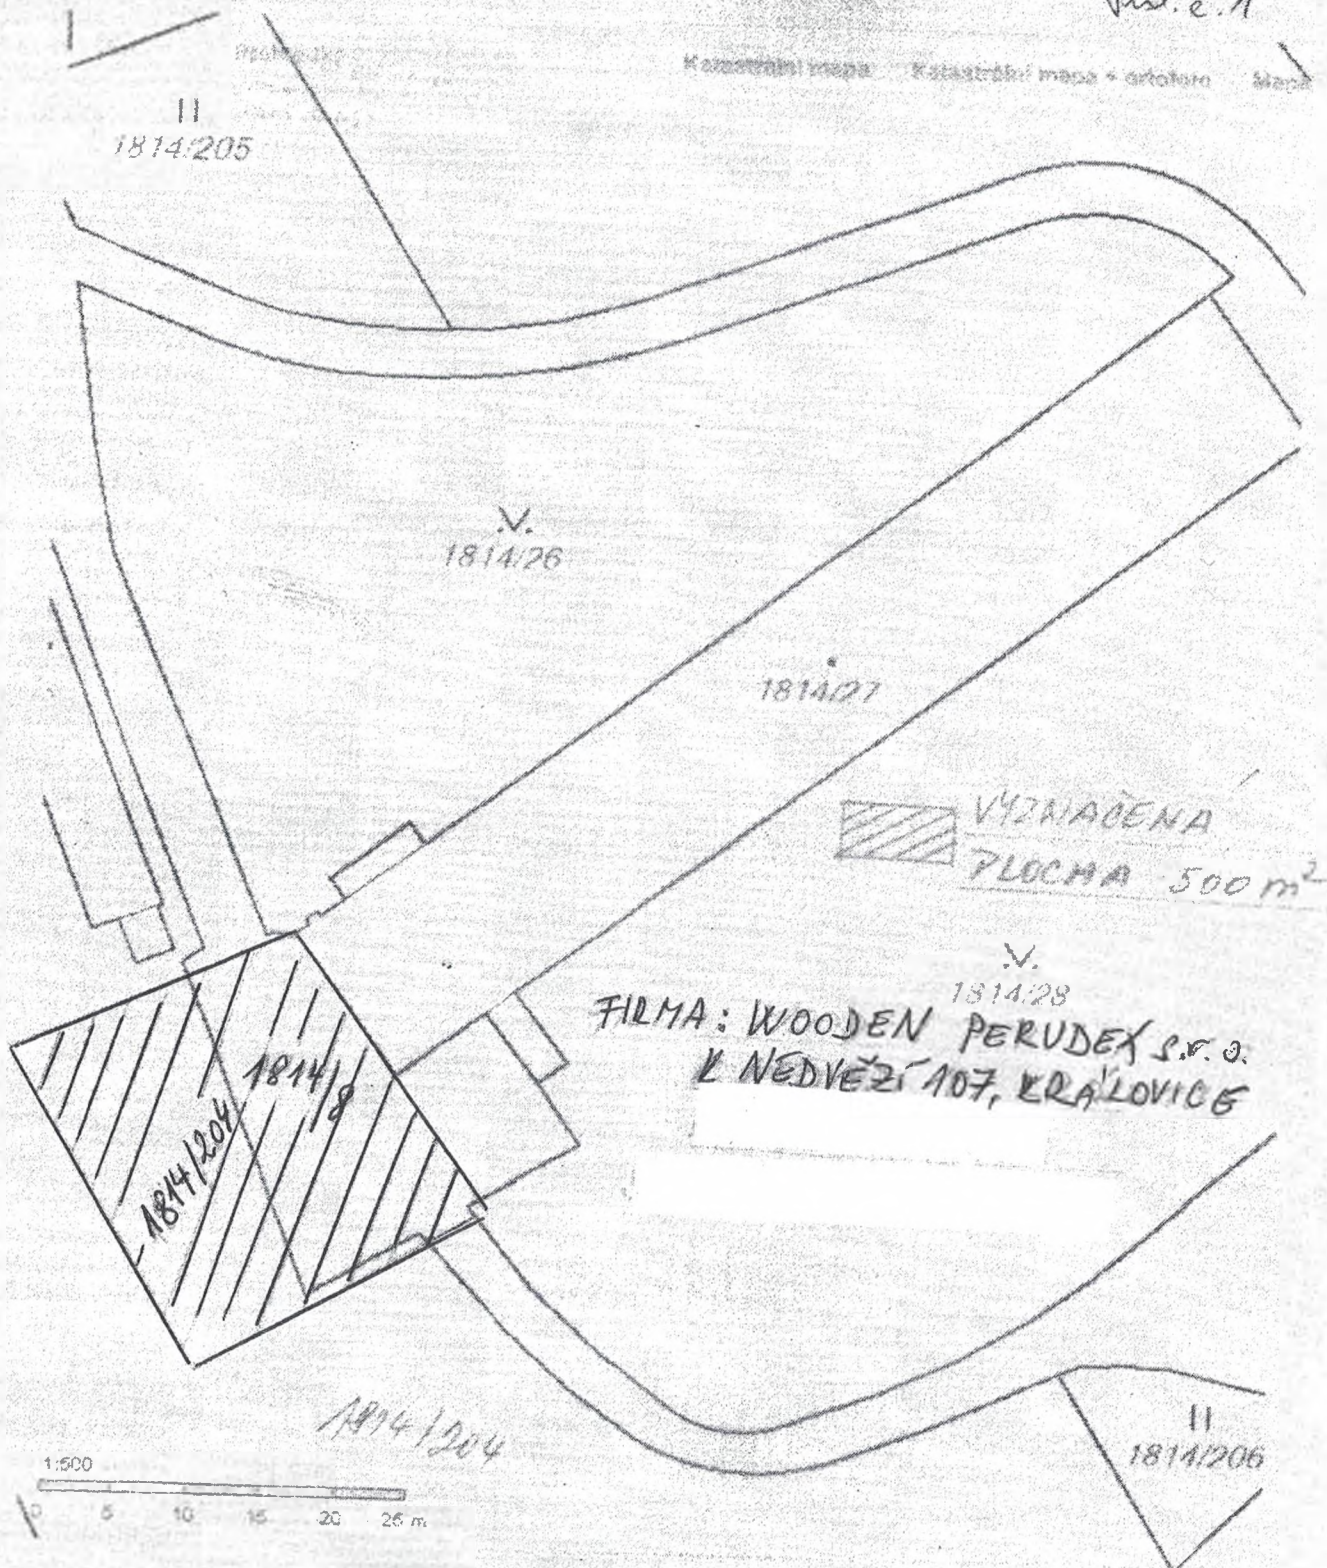 Katastrální mapa Katastrální mapa + ortofoto Mapa
II
1814/205
1814/26
1814/27
VYZNAČENÁ
PLOCHA 500 m²
1814/28
FIRMA: WOODEN PERUDEX s.r.o.
K NEDVĚZÍ 107, KRÁLOVICE
1814/8
1814/204
1814/204
II
1814/206
1:500
0 5 10 15 20 25 m